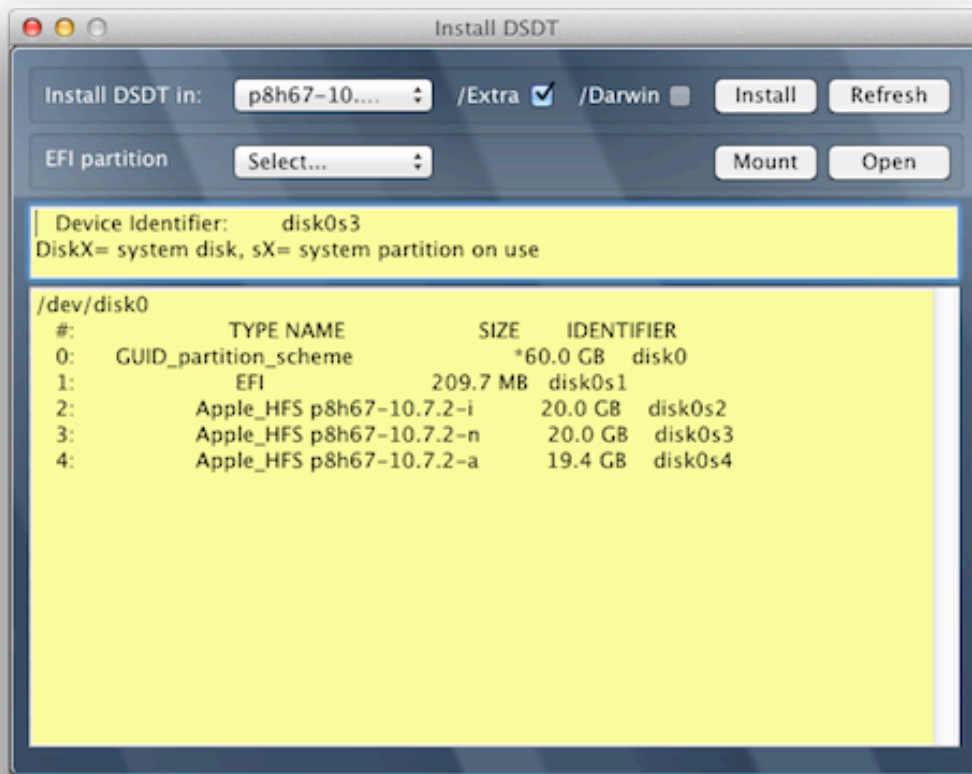 Install DSDT
Install DSDT in: p8h67-10.... /Extra /Darwin Install Refresh
EFI partition Select... Mount Open
Device Identifier: disk0s3
DiskX= system disk, sX= system partition on use
/dev/disk0
#: TYPE NAME SIZE IDENTIFIER
0: GUID_partition_scheme *60.0 GB disk0
1: EFI 209.7 MB disk0s1
2: Apple_HFS p8h67-10.7.2-i 20.0 GB disk0s2
3: Apple_HFS p8h67-10.7.2-n 20.0 GB disk0s3
4: Apple_HFS p8h67-10.7.2-a 19.4 GB disk0s4